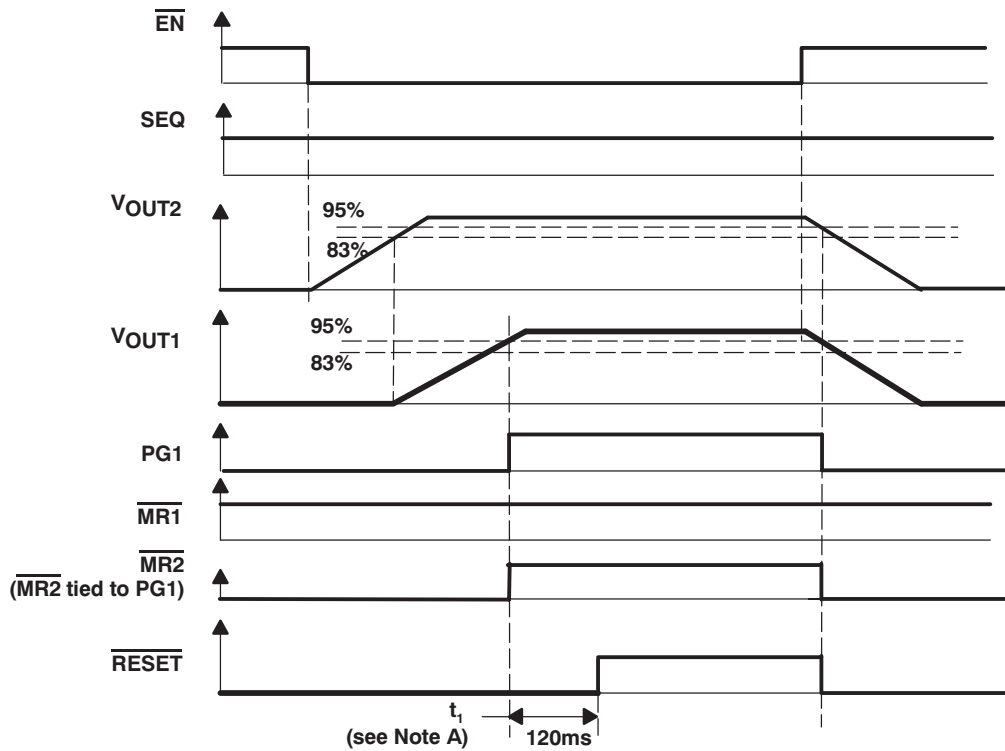 EN
SEQ
VOUT2
95%
83%
VOUT1
95%
83%
PG1
MR1
MR2
(MR2 tied to PG1)
RESET
t1
(see Note A)
120ms